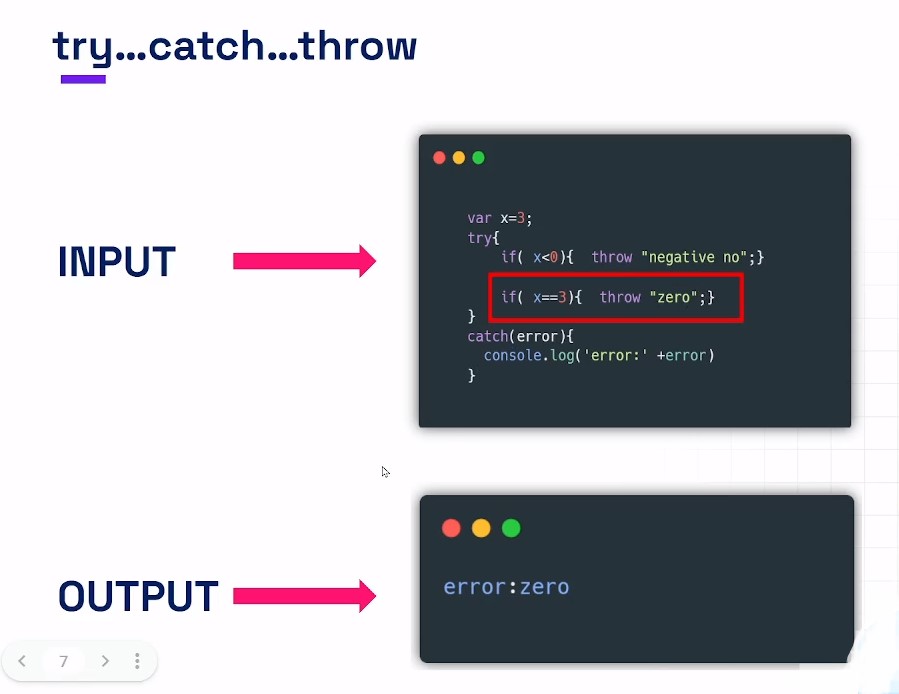 try...catch...throw
INPUT
var x=3;
try{
if( x<0){  throw "negative no";}
if( x==3){  throw "zero";}
}
catch(error){
console.log('error:' +error)
}
OUTPUT
error:zero
7